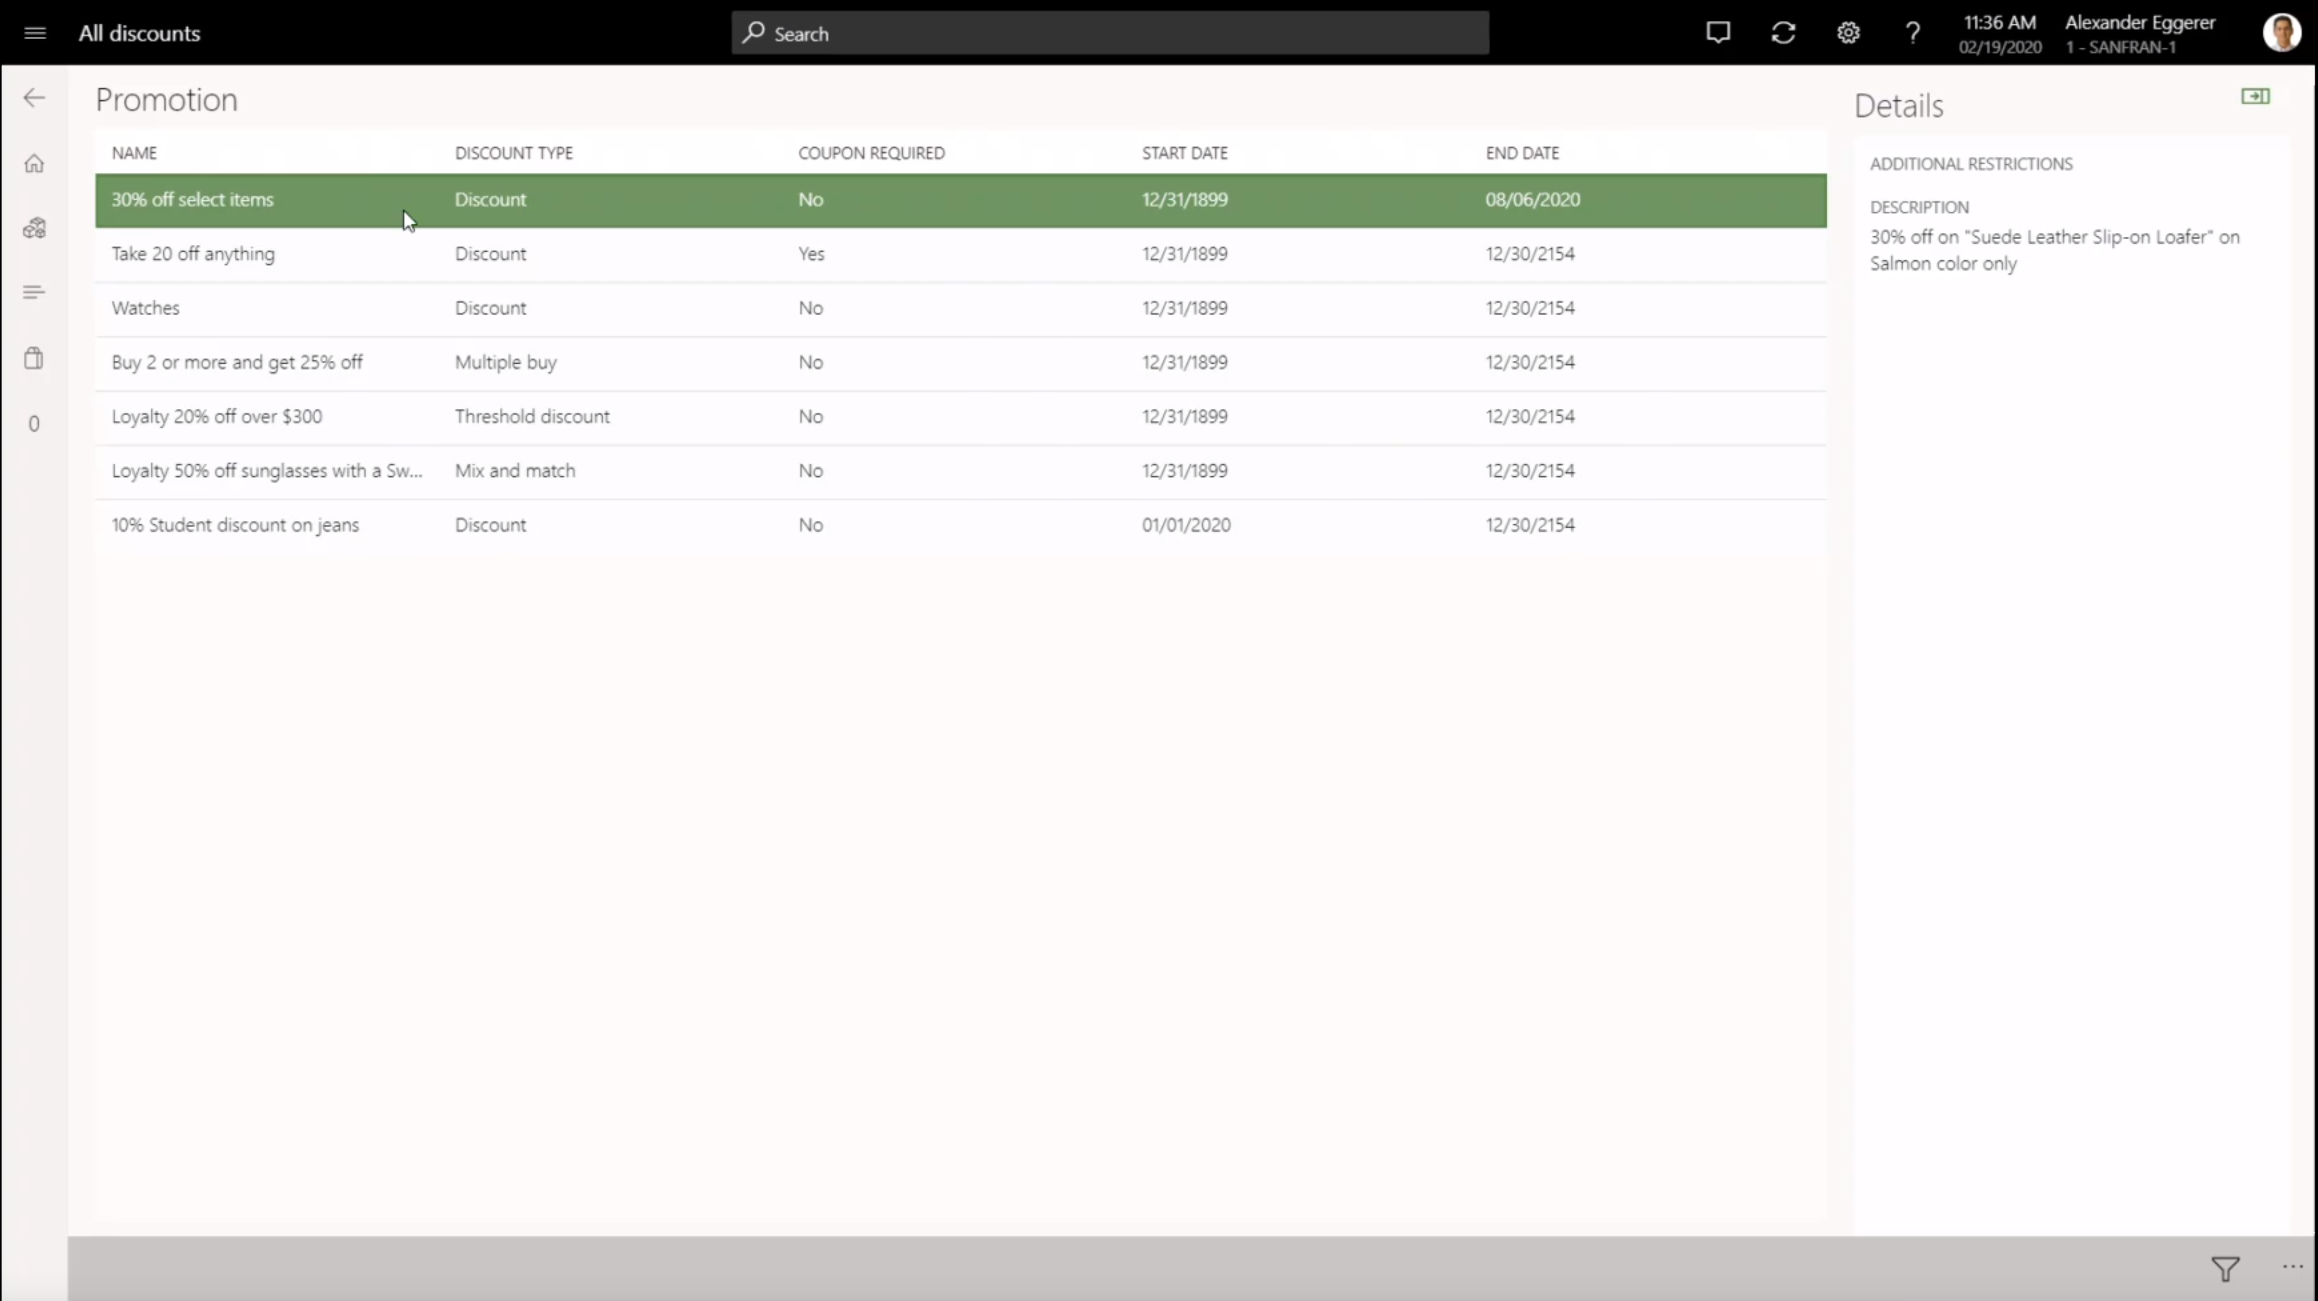 All discounts
Search
11:36 AM
02/19/2020
Alexander Eggerer
1 - SANFRAN-1
Promotion
NAME DISCOUNT TYPE COUPON REQUIRED START DATE END DATE
30% off select items Discount No 12/31/1899 08/06/2020
Take 20 off anything Discount Yes 12/31/1899 12/30/2154
Watches Discount No 12/31/1899 12/30/2154
Buy 2 or more and get 25% off Multiple buy No 12/31/1899 12/30/2154
Loyalty 20% off over $300 Threshold discount No 12/31/1899 12/30/2154
Loyalty 50% off sunglasses with a Sw... Mix and match No 12/31/1899 12/30/2154
10% Student discount on jeans Discount No 01/01/2020 12/30/2154
0
Details
ADDITIONAL RESTRICTIONS
DESCRIPTION
30% off on "Suede Leather Slip-on Loafer" on
Salmon color only